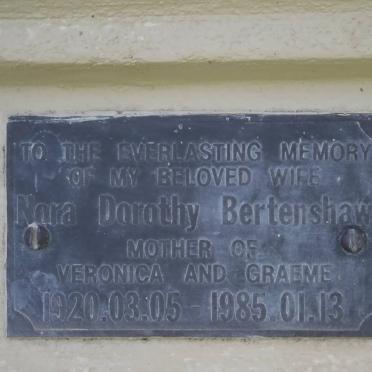 TO THE EVERLASTING MEMORY
OF MY BELOVED WIFE
Nora Dorothy Bertenshaw
MOTHER OF
VERONICA AND GRAEME
1920.03.05 - 1985.01.13